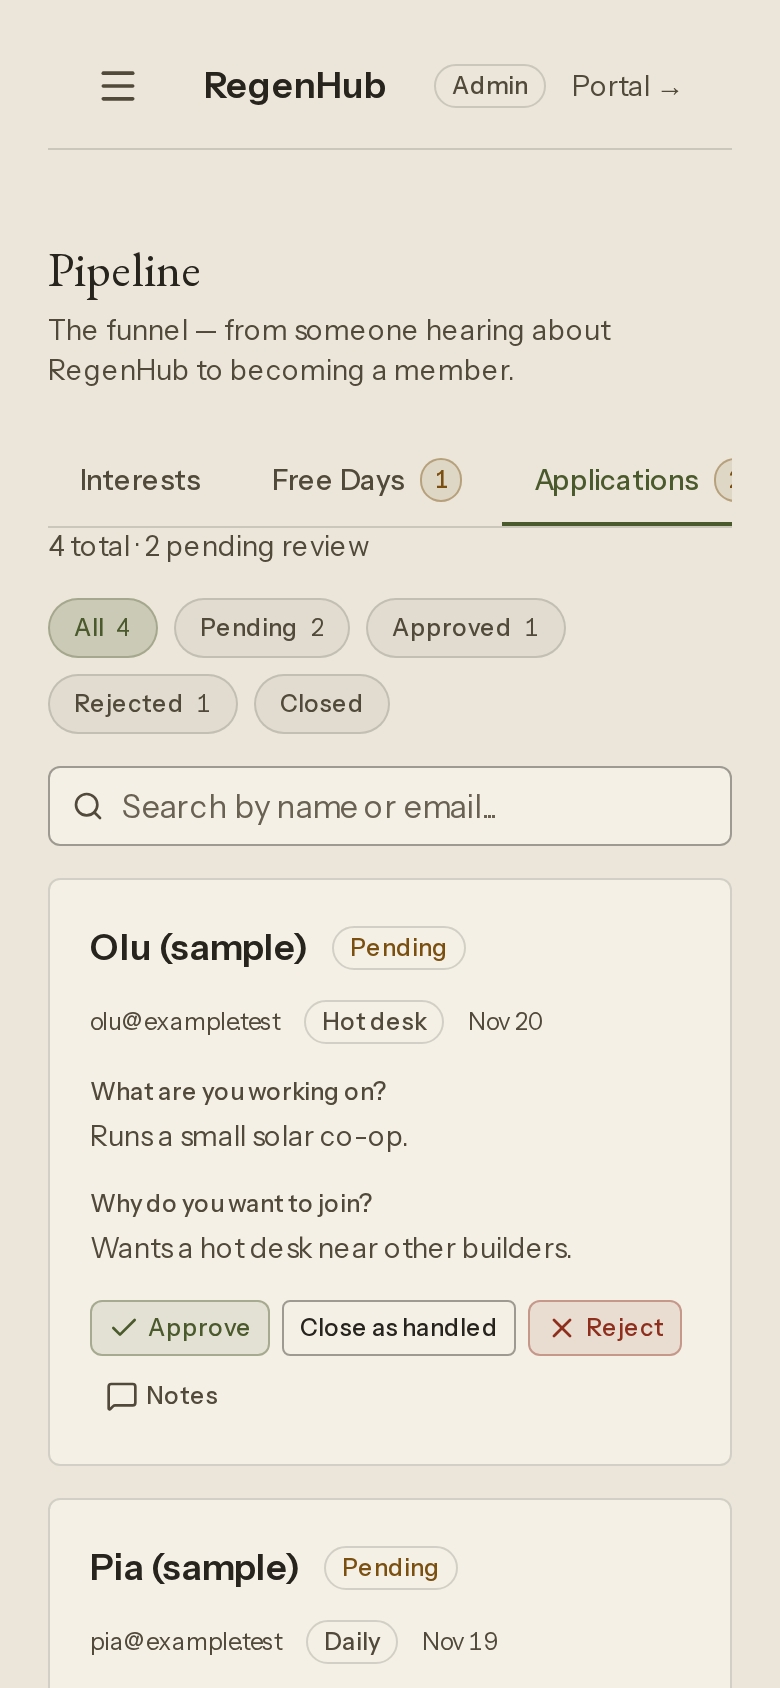 RegenHub Admin Portal →
Pipeline
The funnel — from someone hearing about
RegenHub to becoming a member.
Interests Free Days 1 Applications
4 total · 2 pending review
All 4 Pending 2 Approved 1
Rejected 1 Closed
Search by name or email…
Olu (sample) Pending
olu@example.test Hot desk Nov 20
What are you working on?
Runs a small solar co-op.
Why do you want to join?
Wants a hot desk near other builders.
Approve Close as handled Reject
Notes
Pia (sample) Pending
pia@example.test Daily Nov 19